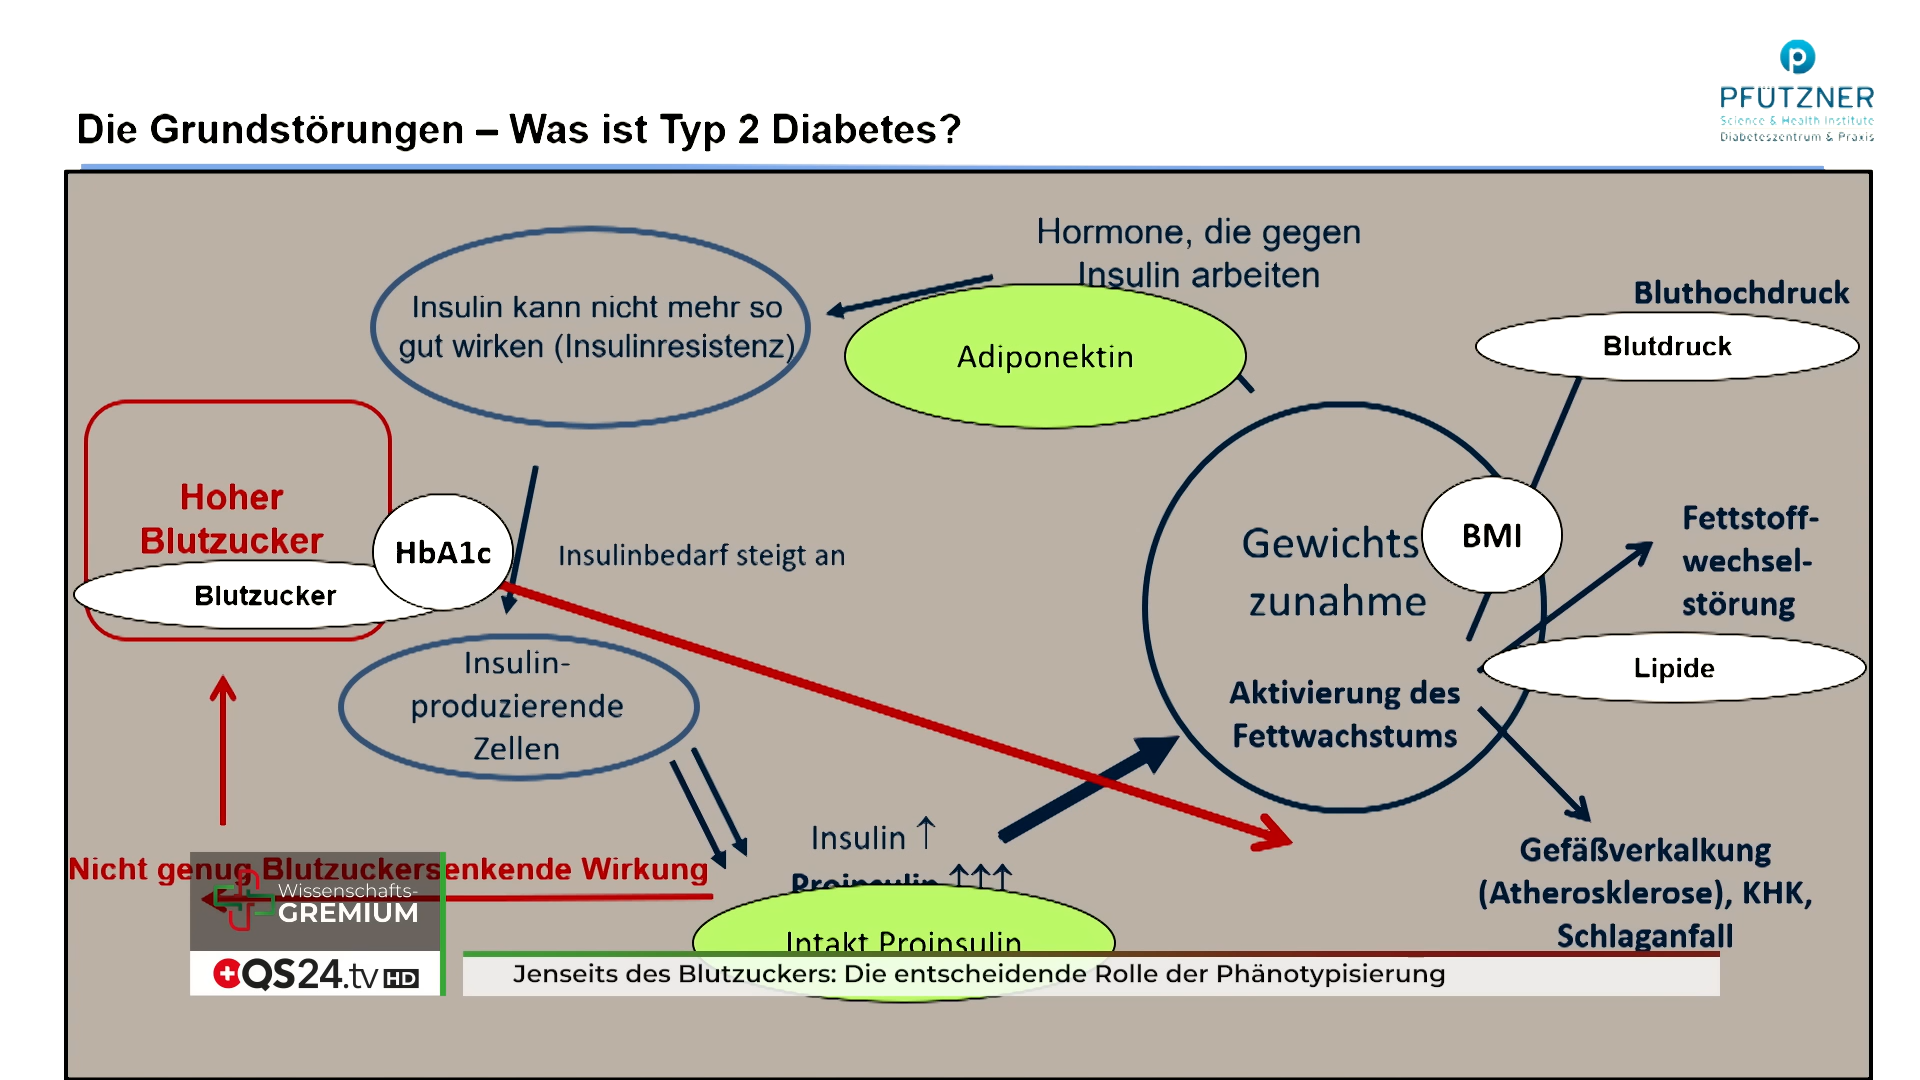 PFÜTZNER
Science & Health Institute
Diabeteszentrum & Praxis
Die Grundstörungen – Was ist Typ 2 Diabetes?
Hormone, die gegen
Insulin arbeiten
Insulin kann nicht mehr so
gut wirken (Insulinresistenz)
Adiponektin
Bluthochdruck
Blutdruck
Hoher
Blutzucker
HbA1c
Blutzucker
Insulinbedarf steigt an
Gewichts
zunahme
BMI
Fettstoff-
wechsel-
störung
Lipide
Aktivierung des
Fettwachstums
Insulin-
produzierende
Zellen
Insulin ↑
Proinsulin ↑↑↑
Intakt Proinsulin
Nicht genug Blutzuckersenkende Wirkung
Gefäßverkalkung
(Atherosklerose), KHK,
Schlaganfall
Wissenschafts-
GREMIUM
QS24.tv HD
Jenseits des Blutzuckers: Die entscheidende Rolle der Phänotypisierung